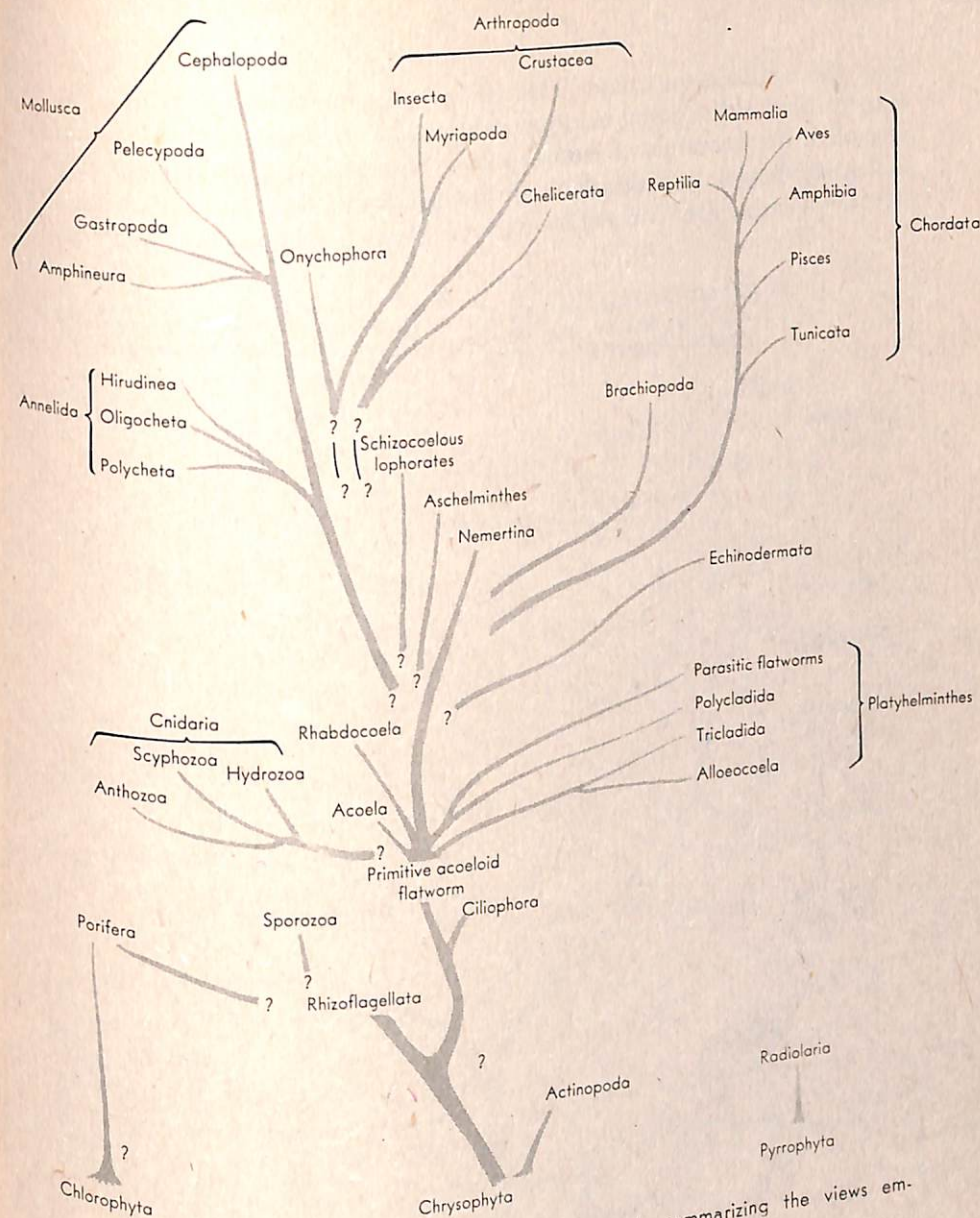 Arthropoda
Cephalopoda
Crustacea
Mollusca
Insecta
Mammalia
Myriapoda
Aves
Pelecypoda
Reptilia
Chelicerata
Amphibia
Gastropoda
Chordata
Onychophora
Amphineura
Pisces
Tunicata
Hirudinea
Brachiopoda
Annelida
Oligocheta
? ?
Schizocoelous
lophorates
Polycheta
? ?
Aschelminthes
Nemertina
Echinodermata
?
?
?
?
Parasitic flatworms
Polycladida
Platyhelminthes
Cnidaria
Rhabdocoela
Tricladida
Scyphozoa
Hydrozoa
Alloeocoela
Anthozoa
Acoela
?
Primitive acoeloid
flatworm
Ciliophora
Porifera
Sporozoa
?
?
Rhizoflagellata
?
Radiolaria
Actinopoda
Pyrrophyta
?
Chlorophyta
Chrysophyta
the views em-